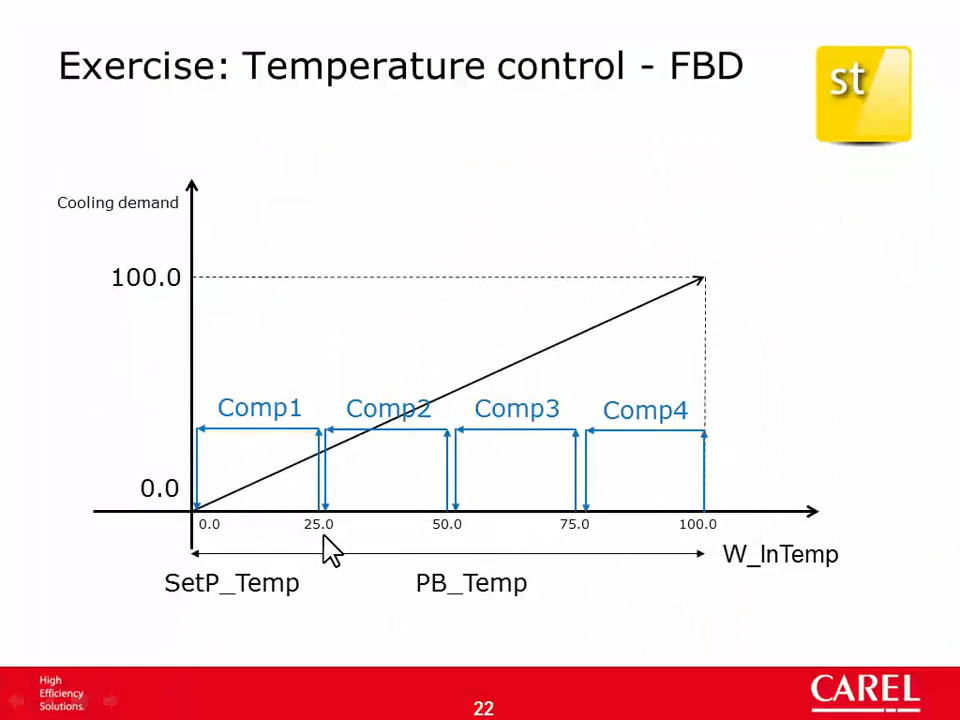 Exercise: Temperature control - FBD
st
Cooling demand
100.0
Comp1 Comp2 Comp3 Comp4
0.0
0.0 25.0 50.0 75.0 100.0
W_InTemp
SetP_Temp PB_Temp
High
Efficiency
Solutions.
22
CAREL